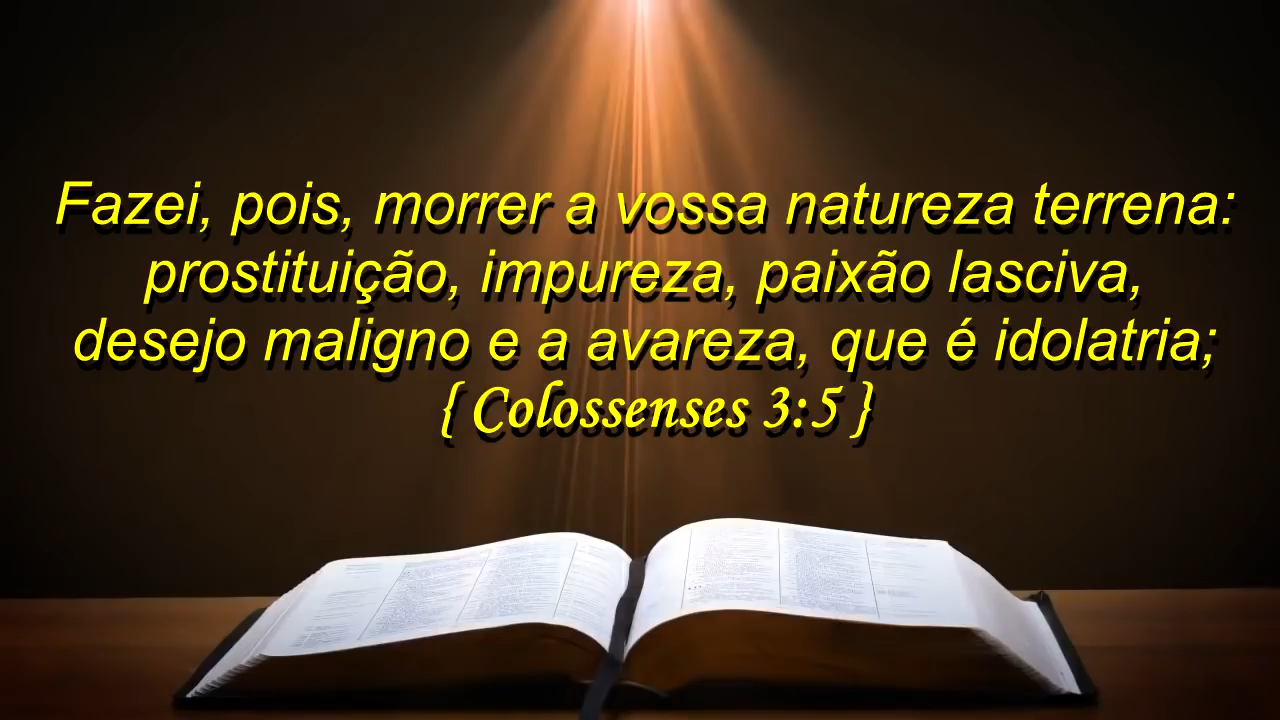 Fazei, pois, morrer a vossa natureza terrena:
prostituição, impureza, paixão lasciva,
desejo maligno e a avareza, que é idolatria;
{ Colossenses 3:5 }